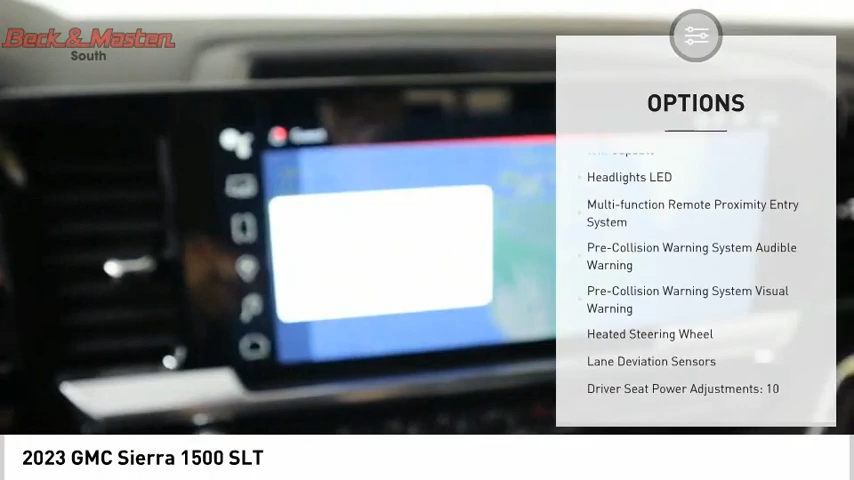 Beck & Masten
South
OPTIONS
Headlights LED
Multi-function Remote Proximity Entry
System
Pre-Collision Warning System Audible
Warning
Pre-Collision Warning System Visual
Warning
Heated Steering Wheel
Lane Deviation Sensors
Driver Seat Power Adjustments: 10
2023 GMC Sierra 1500 SLT